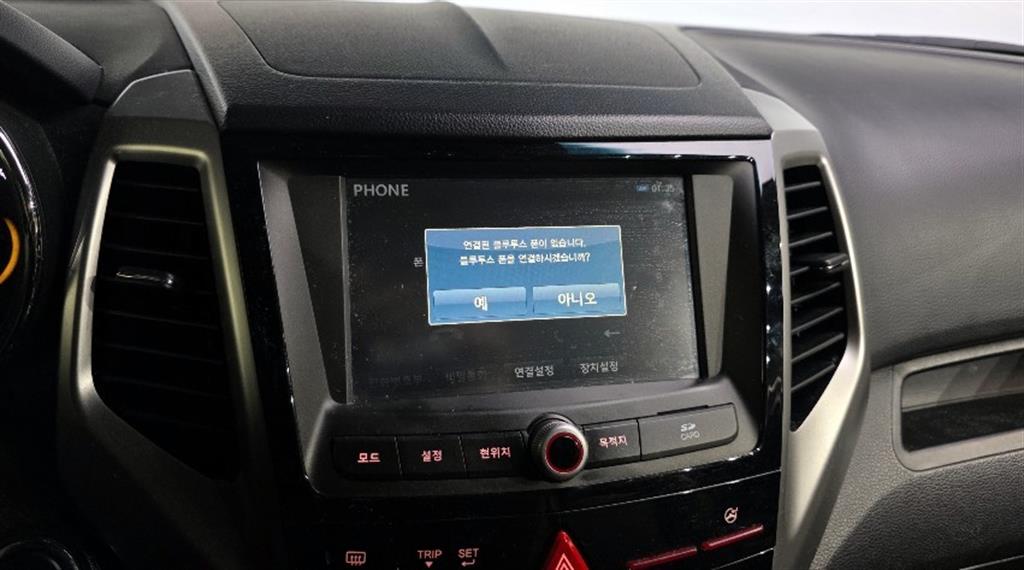 PHONE
연결된 블루투스 폰이 없습니다.
블루투스 폰을 연결하시겠습니까?
폰
예
아니오
연결설정
장치설정
모드
설정
현위치
목적지
SD
CARD
TRIP
SET